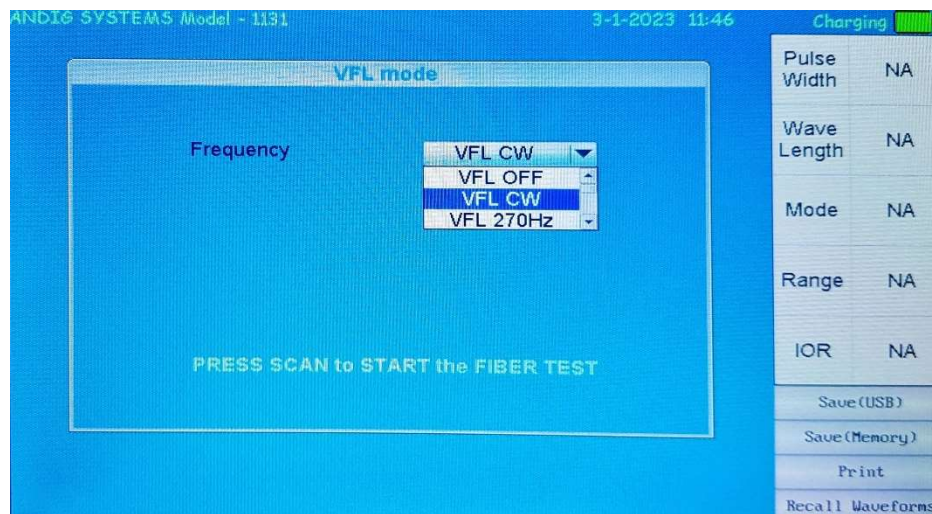 ANDIG SYSTEMS Model - 1131 3-1-2023 11:46 Charging
VFL mode
Frequency VFL CW
VFL OFF
VFL CW
VFL 270Hz
PRESS SCAN to START the FIBER TEST
Pulse Width NA
Wave Length NA
Mode NA
Range NA
IOR NA
Save(USB)
Save(Memory)
Print
Recall Waveforms